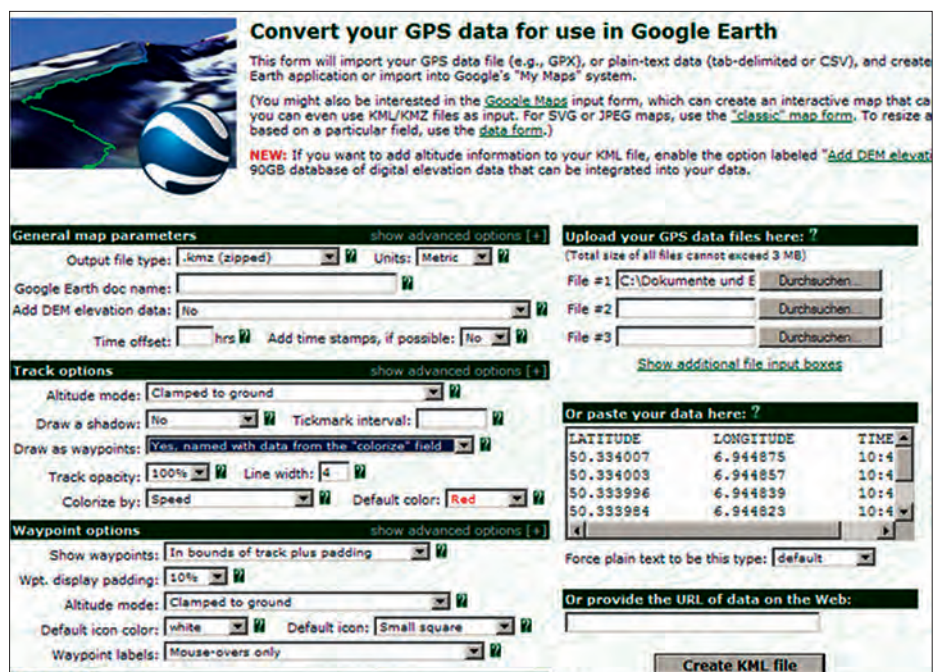 Convert your GPS data for use in Google Earth
This form will import your GPS data file (e.g., GPX), or plain-text data (tab-delimited or CSV), and create
Earth application or import into Google's "My Maps" system.
(You might also be interested in the Google Maps input form, which can create an interactive map that ca
you can even use KML/KMZ files as input. For SVG or JPEG maps, use the "classic" map form. To resize a
based on a particular field, use the data form.)
NEW: If you want to add altitude information to your KML file, enable the option labeled "Add DEM elevati
90GB database of digital elevation data that can be integrated into your data.
General map parameters show advanced options [+]
Output file type: .kmz (zipped) ? Units: Metric ?
Google Earth doc name: ?
Add DEM elevation data: No ?
Time offset: hrs ? Add time stamps, if possible: No ?
Track options show advanced options [+]
Altitude mode: Clamped to ground ?
Draw a shadow: No ? Tickmark interval: ?
Draw as waypoints: Yes, named with data from the "colorize" field ?
Track opacity: 100% ? Line width: 4 ?
Colorize by: Speed ? Default color: Red ?
Waypoint options show advanced options [+]
Show waypoints: In bounds of track plus padding ?
Wpt. display padding: 10% ?
Altitude mode: Clamped to ground ?
Default icon color: white ? Default icon: Small square ?
Waypoint labels: Mouse-overs only ?
Upload your GPS data files here: ?
(Total size of all files cannot exceed 3 MB)
File #1 C:\Dokumente und E Durchsuchen...
File #2 Durchsuchen...
File #3 Durchsuchen...
Show additional file input boxes
Or paste your data here: ?
LATITUDE LONGITUDE TIME
50.334007 6.944875 10:4
50.334003 6.944857 10:4
50.333996 6.944839 10:4
50.333984 6.944823 10:4
Force plain text to be this type: default
Or provide the URL of data on the Web:
Create KML file